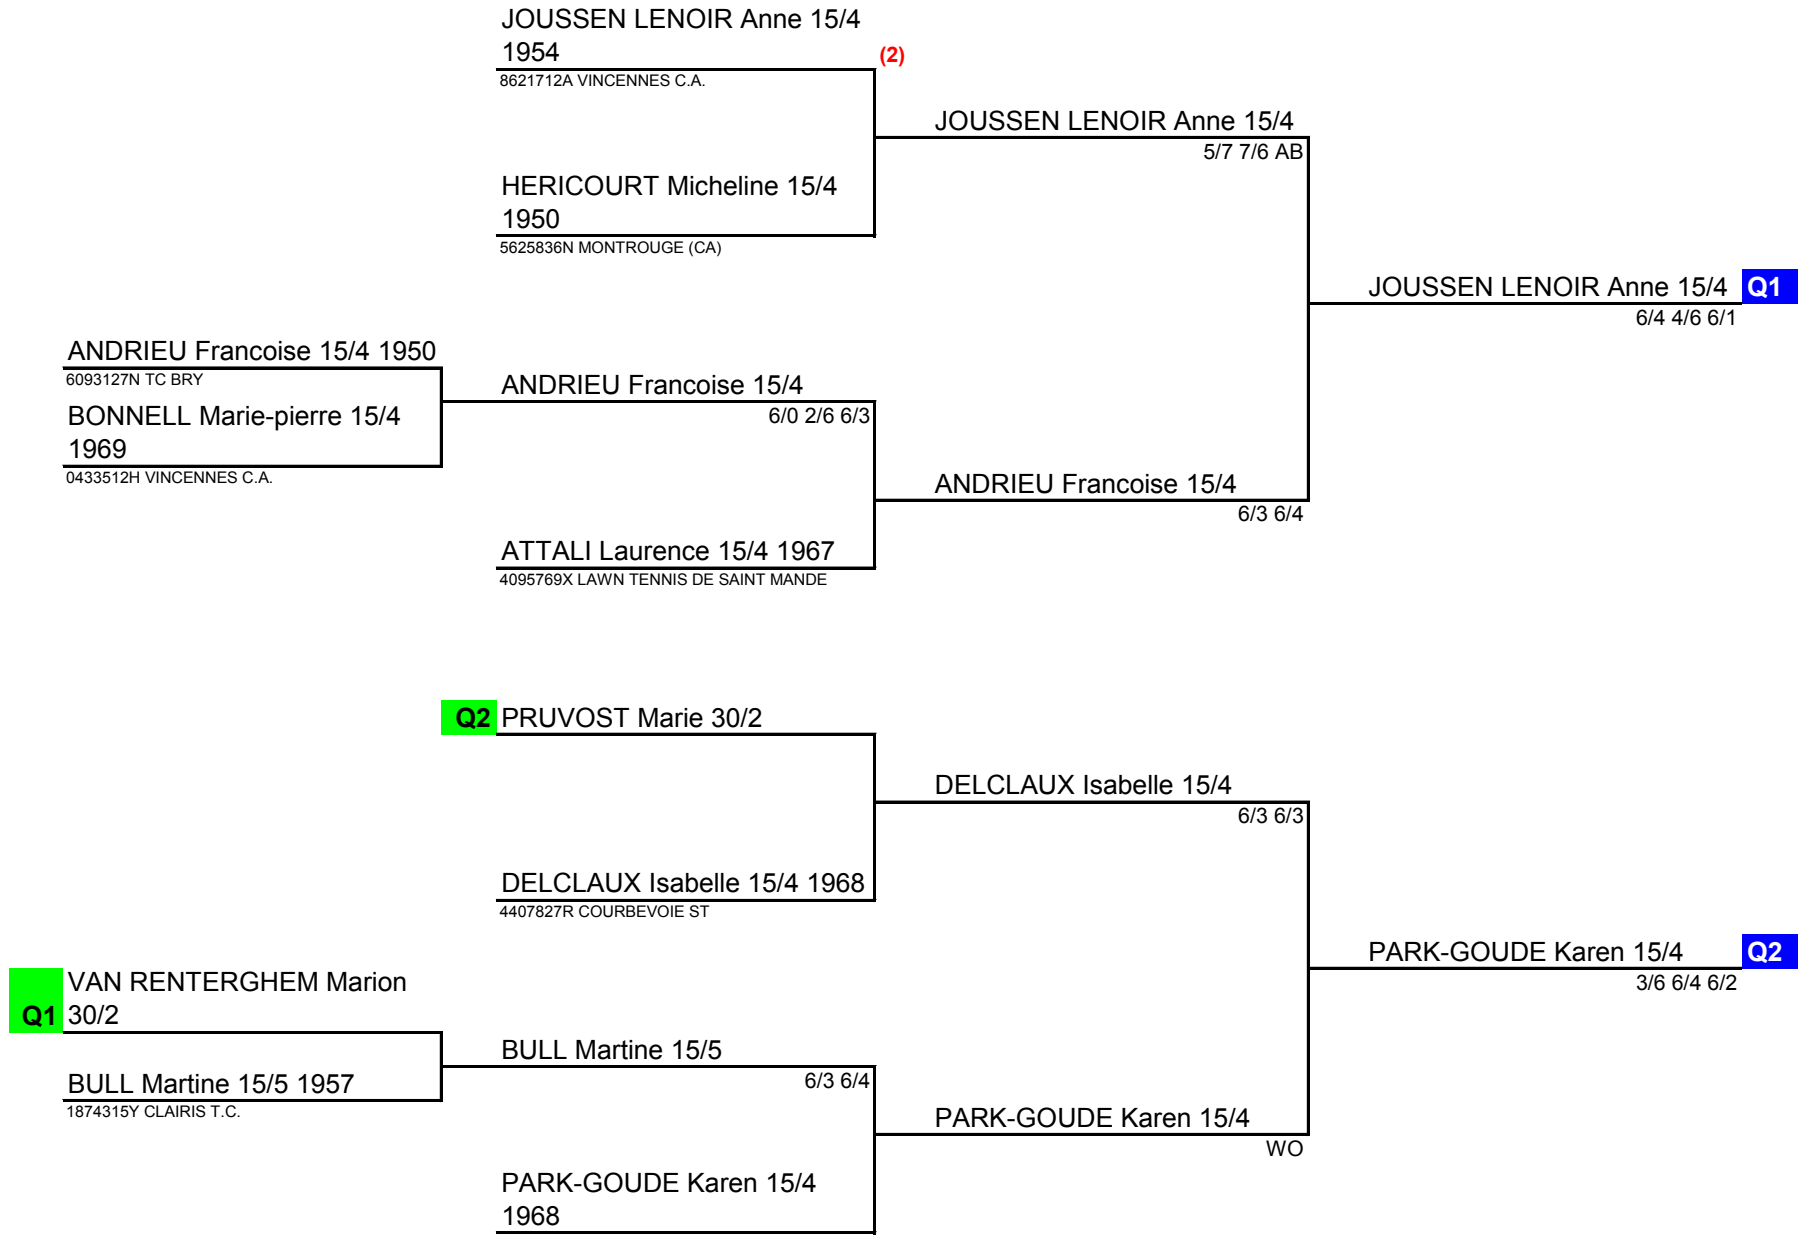 JOUSSEN LENOIR Anne 15/4
1954
(2)
8621712A VINCENNES C.A.
JOUSSEN LENOIR Anne 15/4
5/7 7/6 AB
HERICOURT Micheline 15/4
1950
5625836N MONTROUGE (CA)
JOUSSEN LENOIR Anne 15/4 Q1
6/4 4/6 6/1
ANDRIEU Francoise 15/4 1950
6093127N TC BRY
ANDRIEU Francoise 15/4
6/0 2/6 6/3
BONNELL Marie-pierre 15/4
1969
0433512H VINCENNES C.A.
ANDRIEU Francoise 15/4
6/3 6/4
ATTALI Laurence 15/4 1967
4095769X LAWN TENNIS DE SAINT MANDE
Q2 PRUVOST Marie 30/2
DELCLAUX Isabelle 15/4
6/3 6/3
DELCLAUX Isabelle 15/4 1968
4407827R COURBEVOIE ST
PARK-GOUDE Karen 15/4 Q2
3/6 6/4 6/2
VAN RENTERGHEM Marion
Q1 30/2
BULL Martine 15/5
6/3 6/4
BULL Martine 15/5 1957
1874315Y CLAIRIS T.C.
PARK-GOUDE Karen 15/4
WO
PARK-GOUDE Karen 15/4
1968